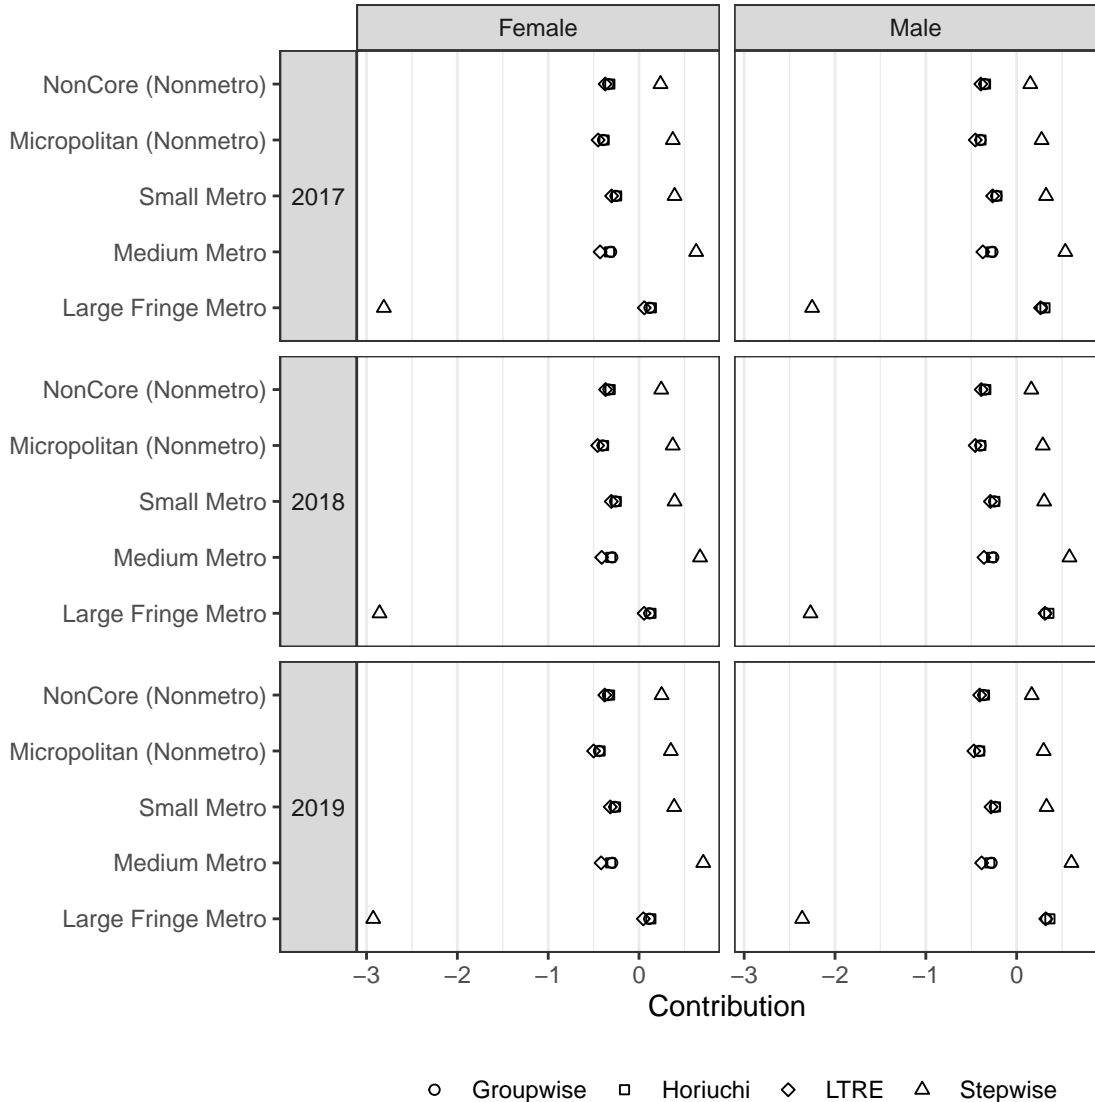 Female Male
2017
NonCore (Nonmetro)
Micropolitan (Nonmetro)
Small Metro
Medium Metro
Large Fringe Metro
2018
NonCore (Nonmetro)
Micropolitan (Nonmetro)
Small Metro
Medium Metro
Large Fringe Metro
2019
NonCore (Nonmetro)
Micropolitan (Nonmetro)
Small Metro
Medium Metro
Large Fringe Metro
−3 −2 −1 0 −3 −2 −1 0
Contribution
Groupwise Horiuchi LTRE Stepwise